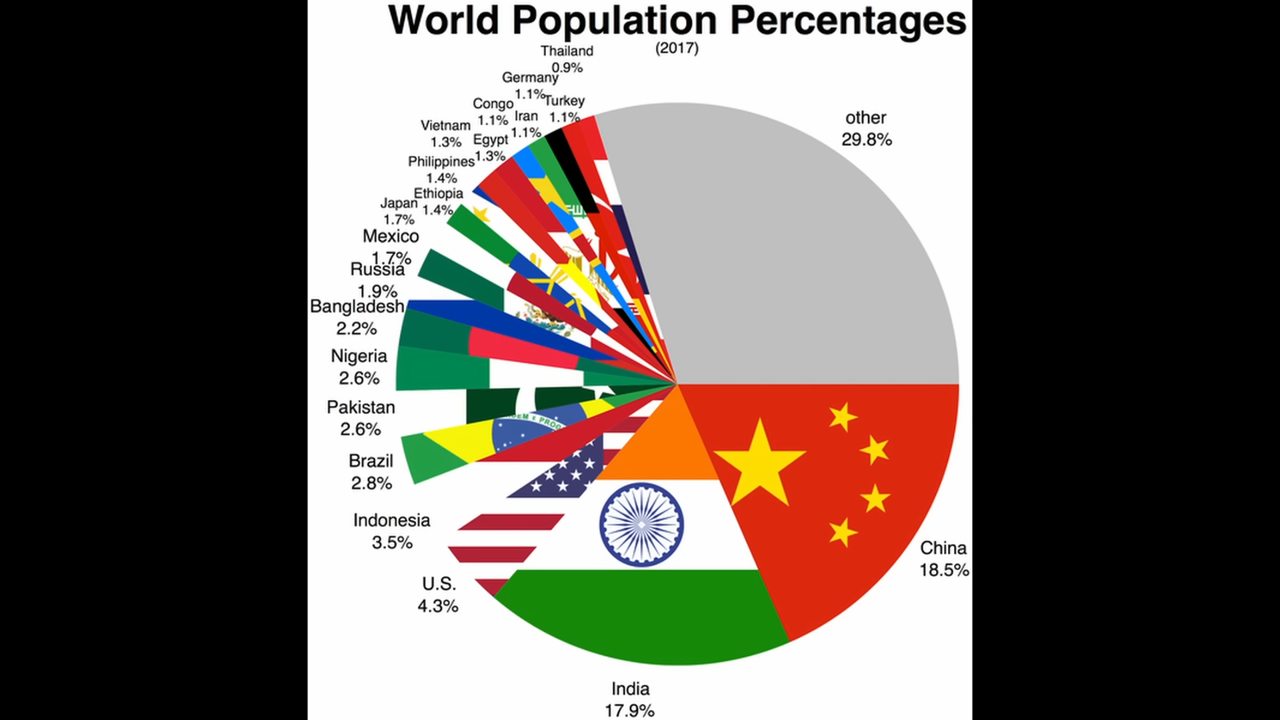 World Population Percentages
(2017)
Thailand
0.9%
Germany
1.1%
Turkey
1.1%
Congo
1.1%
Iran
1.1%
Vietnam
1.3%
Egypt
1.3%
Philippines
1.4%
Ethiopia
1.4%
Japan
1.7%
Mexico
1.7%
Russia
1.9%
Bangladesh
2.2%
Nigeria
2.6%
Pakistan
2.6%
Brazil
2.8%
Indonesia
3.5%
U.S.
4.3%
India
17.9%
China
18.5%
other
29.8%